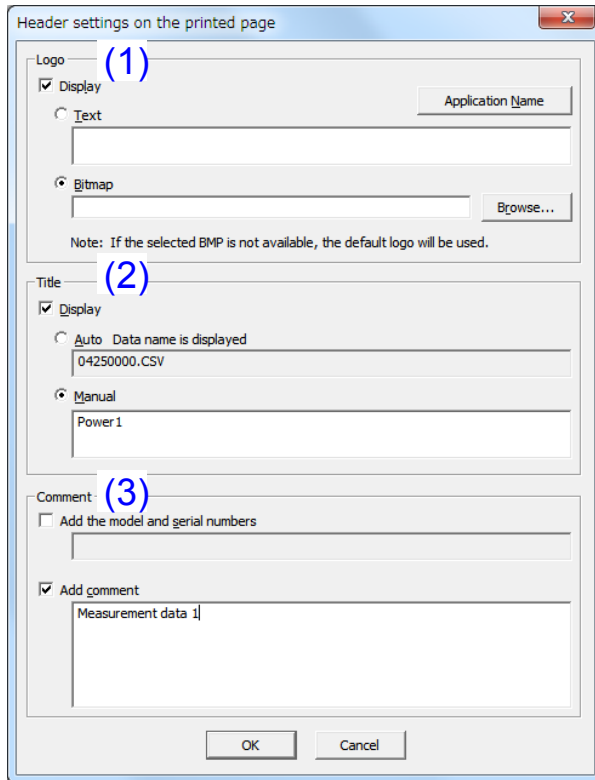 Header settings on the printed page
Logo (1)
Display
Application Name
Text
Bitmap
Browse...
Note: If the selected BMP is not available, the default logo will be used.
Title (2)
Display
Auto Data name is displayed
04250000.CSV
Manual
Power1
Comment (3)
Add the model and serial numbers
Add comment
Measurement data 1
OK Cancel